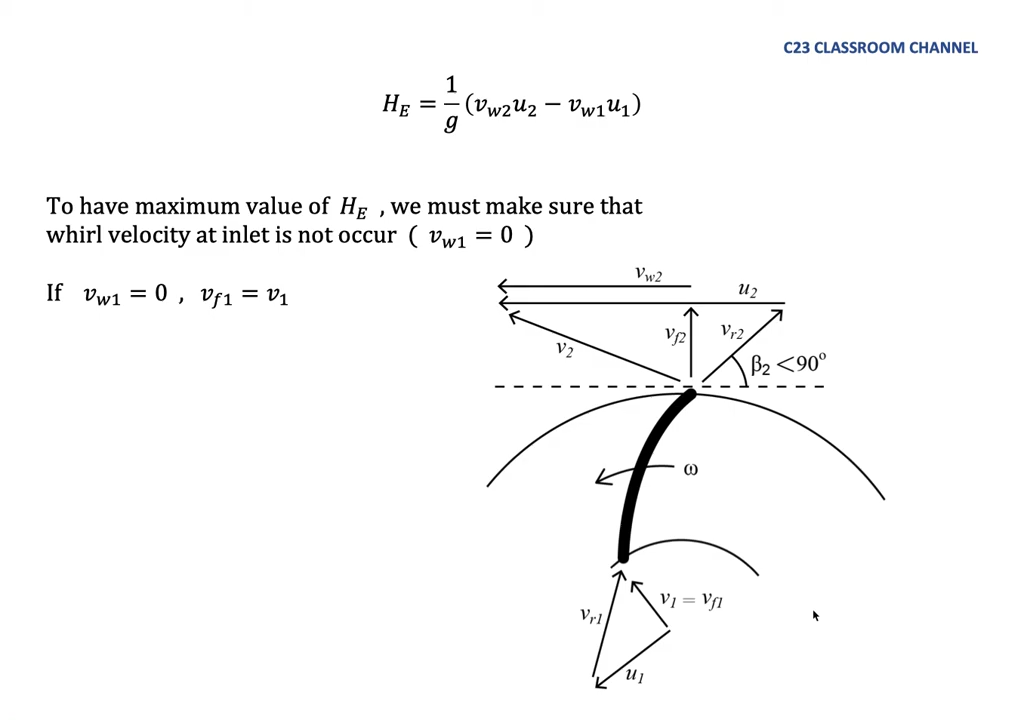 C23 CLASSROOM CHANNEL
H_E = 1/g (v_w2 u_2 − v_w1 u_1)
To have maximum value of H_E , we must make sure that
whirl velocity at inlet is not occur ( v_w1 = 0 )
If v_w1 = 0 , v_f1 = v_1
v_w2
u_2
v_2
v_f2
v_r2
β_2 <90°
ω
v_1 = v_f1
v_r1
u_1